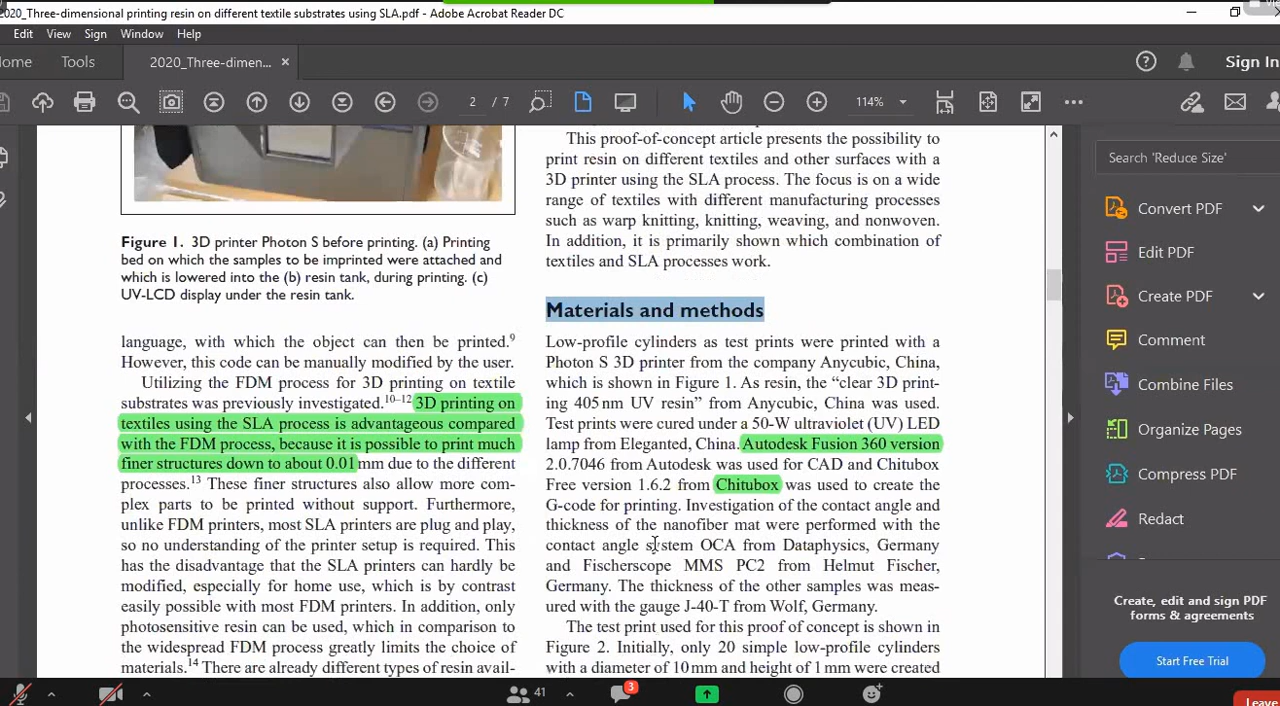 2020_Three-dimensional printing resin on different textile substrates using SLA.pdf - Adobe Acrobat Reader DC
Edit View Sign Window Help
Tools
2020_Three-dimen...
Sign In
2 / 7
114%
Search 'Reduce Size'
Convert PDF
Edit PDF
Create PDF
Comment
Combine Files
Organize Pages
Compress PDF
Redact
Create, edit and sign PDF
forms & agreements
Start Free Trial
Figure 1. 3D printer Photon S before printing. (a) Printing
bed on which the samples to be imprinted were attached and
which is lowered into the (b) resin tank, during printing. (c)
UV-LCD display under the resin tank.
language, with which the object can then be printed.9
However, this code can be manually modified by the user.
Utilizing the FDM process for 3D printing on textile
substrates was previously investigated.10–12 3D printing on
textiles using the SLA process is advantageous compared
with the FDM process, because it is possible to print much
finer structures down to about 0.01 mm due to the different
processes.13 These finer structures also allow more com-
plex parts to be printed without support. Furthermore,
unlike FDM printers, most SLA printers are plug and play,
so no understanding of the printer setup is required. This
has the disadvantage that the SLA printers can hardly be
modified, especially for home use, which is by contrast
easily possible with most FDM printers. In addition, only
photosensitive resin can be used, which in comparison to
the widespread FDM process greatly limits the choice of
materials.14 There are already different types of resin avail-
This proof-of-concept article presents the possibility to
print resin on different textiles and other surfaces with a
3D printer using the SLA process. The focus is on a wide
range of textiles with different manufacturing processes
such as warp knitting, knitting, weaving, and nonwoven.
In addition, it is primarily shown which combination of
textiles and SLA processes work.
Materials and methods
Low-profile cylinders as test prints were printed with a
Photon S 3D printer from the company Anycubic, China,
which is shown in Figure 1. As resin, the “clear 3D print-
ing 405 nm UV resin” from Anycubic, China was used.
Test prints were cured under a 50-W ultraviolet (UV) LED
lamp from Eleganted, China. Autodesk Fusion 360 version
2.0.7046 from Autodesk was used for CAD and Chitubox
Free version 1.6.2 from Chitubox was used to create the
G-code for printing. Investigation of the contact angle and
thickness of the nanofiber mat were performed with the
contact angle system OCA from Dataphysics, Germany
and Fischerscope MMS PC2 from Helmut Fischer,
Germany. The thickness of the other samples was meas-
ured with the gauge J-40-T from Wolf, Germany.
The test print used for this proof of concept is shown in
Figure 2. Initially, only 20 simple low-profile cylinders
with a diameter of 10 mm and height of 1 mm were created
41
3
Leave